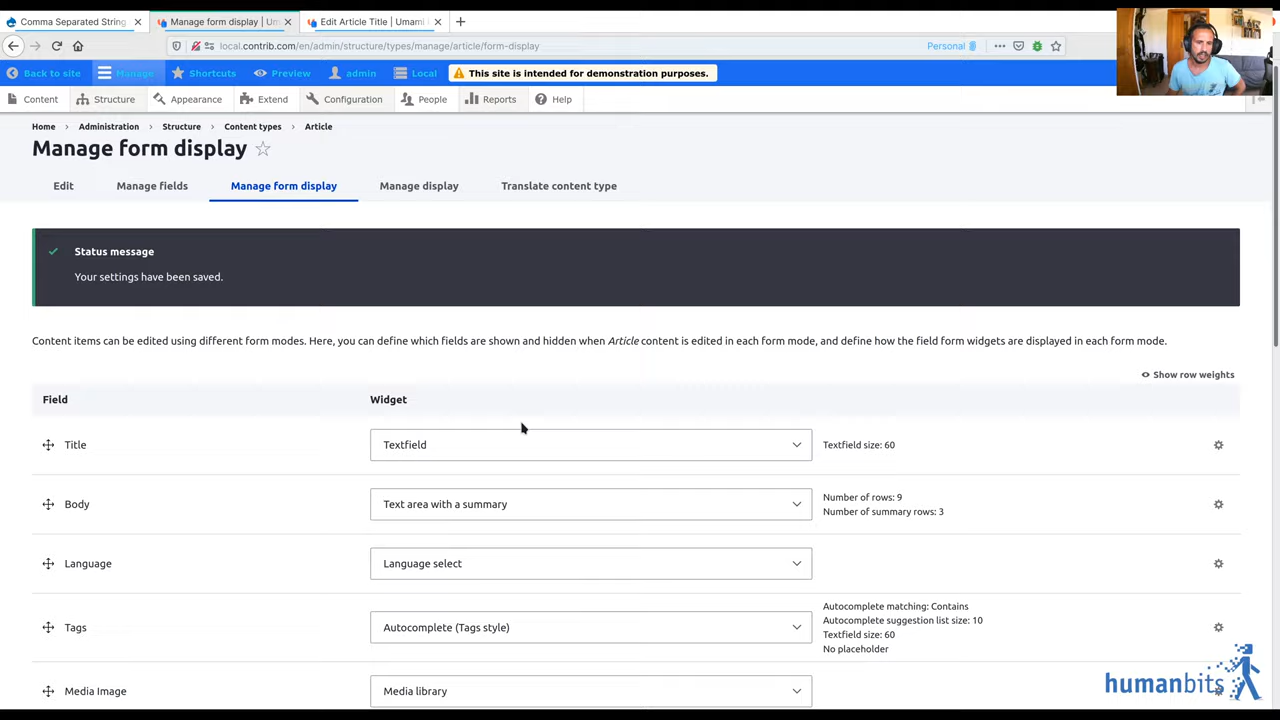 Comma Separated String
Manage form display | Um
Edit Article Title | Umami
local.contrib.com/en/admin/structure/types/manage/article/form-display
Personal
Back to site
Manage
Shortcuts
Preview
admin
Local
This site is intended for demonstration purposes.
Content
Structure
Appearance
Extend
Configuration
People
Reports
Help
Home > Administration > Structure > Content types > Article
Manage form display
Edit
Manage fields
Manage form display
Manage display
Translate content type
Status message
Your settings have been saved.
Content items can be edited using different form modes. Here, you can define which fields are shown and hidden when Article content is edited in each form mode, and define how the field form widgets are displayed in each form mode.
Show row weights
Field
Widget
Title
Textfield
Textfield size: 60
Body
Text area with a summary
Number of rows: 9
Number of summary rows: 3
Language
Language select
Tags
Autocomplete (Tags style)
Autocomplete matching: Contains
Autocomplete suggestion list size: 10
Textfield size: 60
No placeholder
Media Image
Media library
humanbits